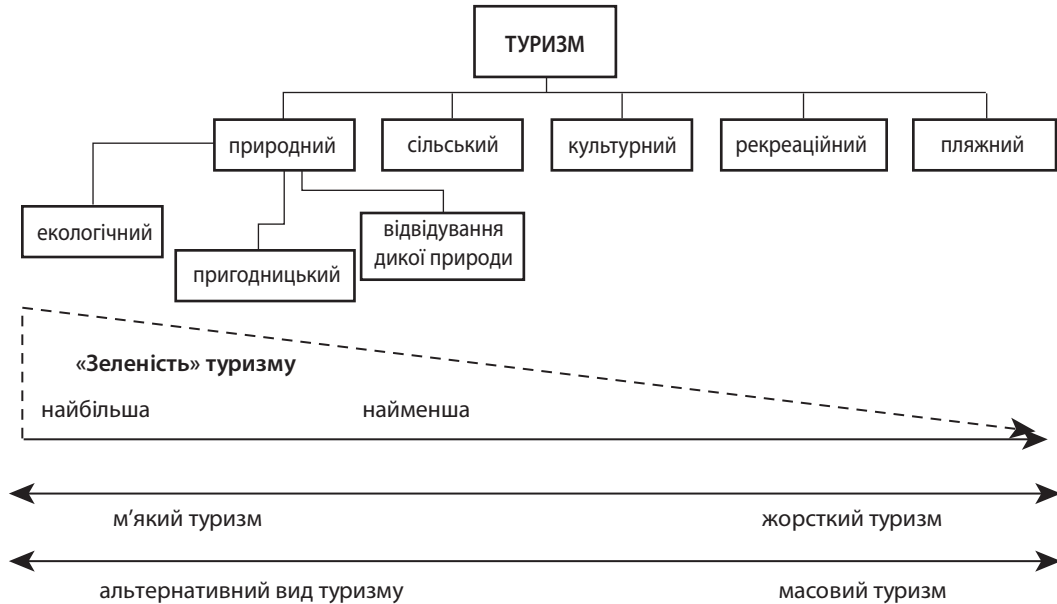 ТУРИЗМ
природний
сільський
культурний
рекреаційний
пляжний
екологічний
пригодницький
відвідування
дикої природи
«Зеленість» туризму
найбільша
найменша
м’який туризм
жорсткий туризм
альтернативний вид туризму
масовий туризм